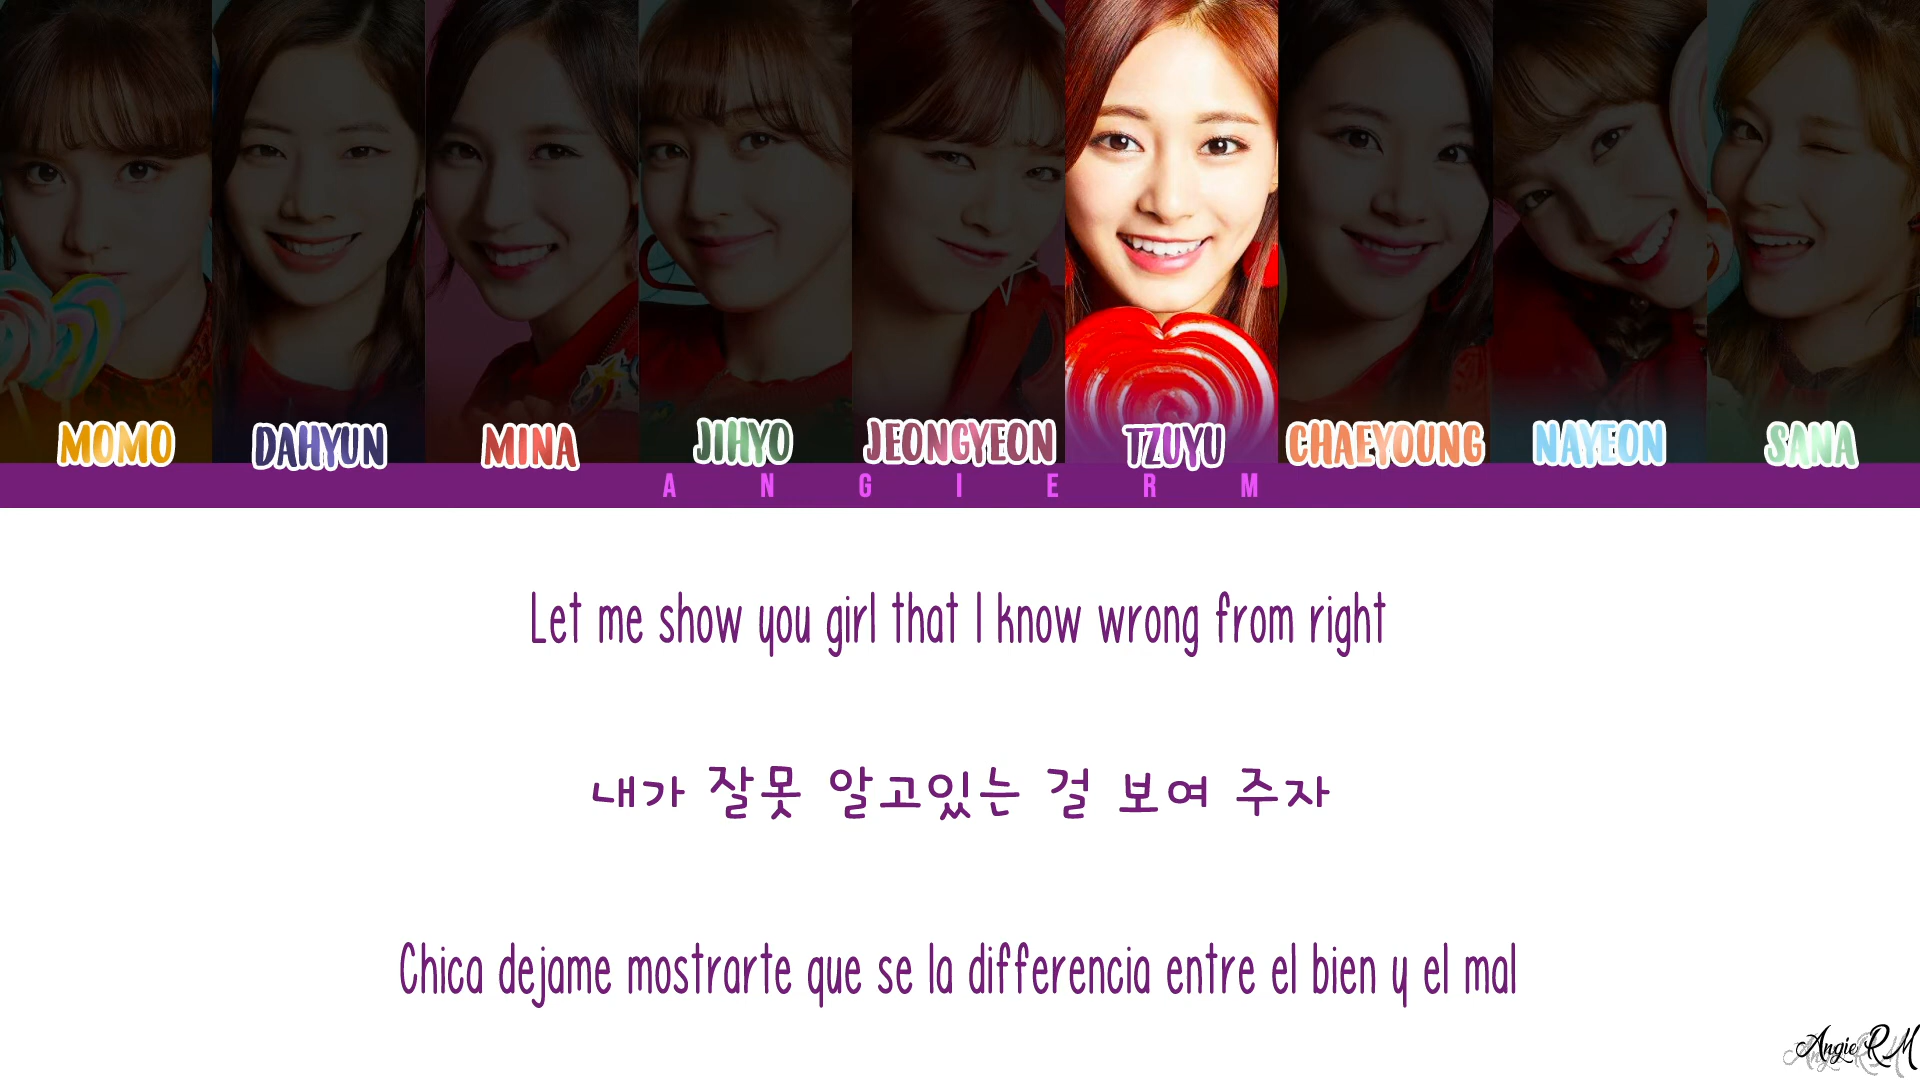 MOMO DAHYUN MINA JIHYO JEONGYEON TZUYU CHAEYOUNG NAYEON SANA
ANGIERM
Let me show you girl that I know wrong from right
내가 잘못 알고있는 걸 보여 주자
Chica dejame mostrarte que se la differencia entre el bien y el mal
Angie R M